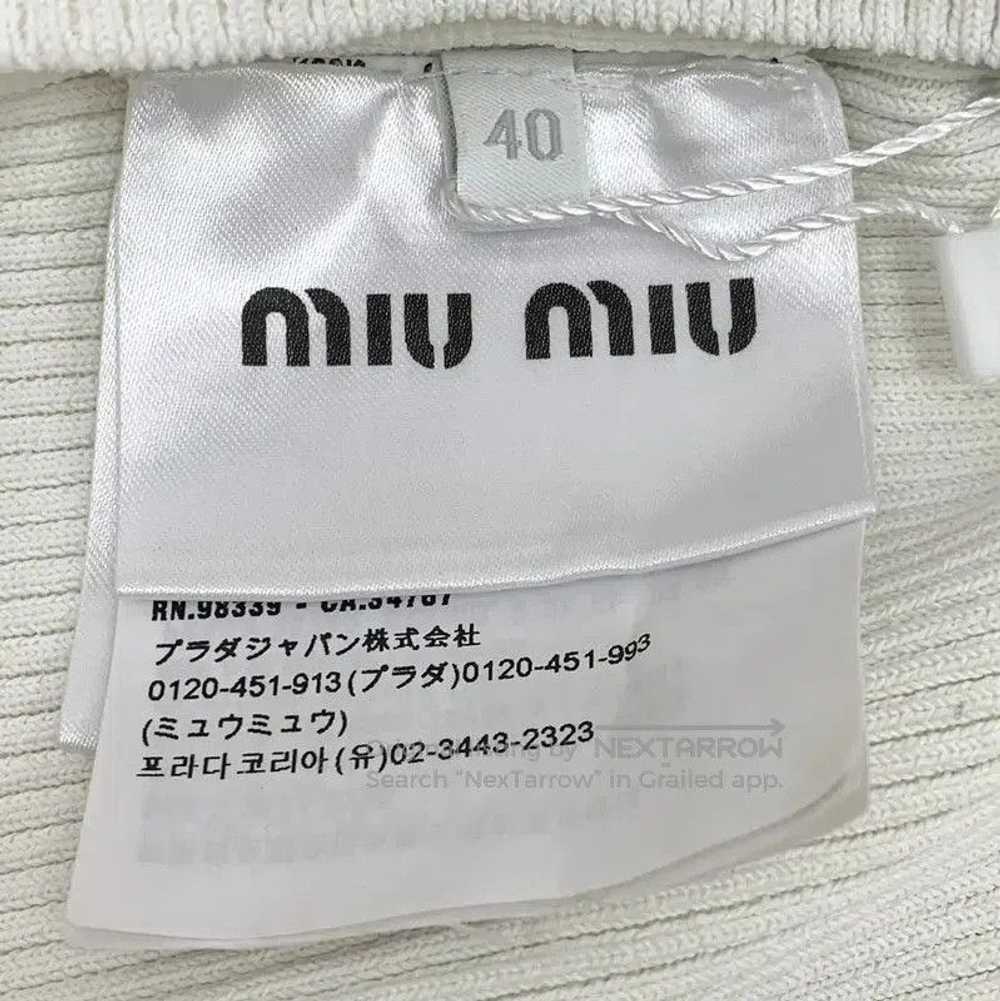 40
miu miu
RN.98339 - CA.34767
プラダジャパン株式会社
0120-451-913(プラダ)0120-451-993
(ミュウミュウ)
프라다코리아(유)02-3443-2323
by NEXTARROW
Search "NexTarrow" in Grailed app.